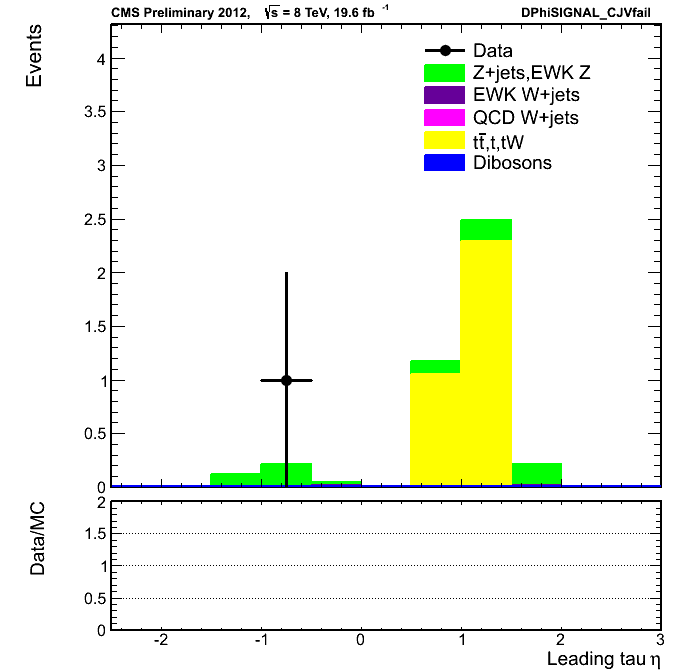 CMS Preliminary 2012, √s = 8 TeV, 19.6 fb⁻¹ DPhiSIGNAL_CJVfail
Events
Data
Z+jets,EWK Z
EWK W+jets
QCD W+jets
tt̄,t,tW
Dibosons
4
3.5
3
2.5
2
1.5
1
0.5
0
Data/MC
2
1.5
1
0.5
0
-2 -1 0 1 2 3
Leading tau η